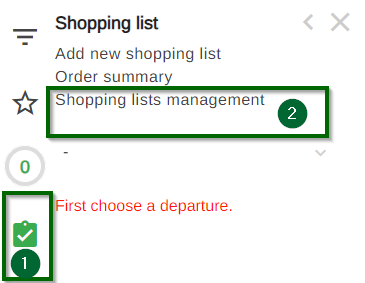 Shopping list
Add new shopping list
Order summary
Shopping lists management
2
0
-
First choose a departure.
1